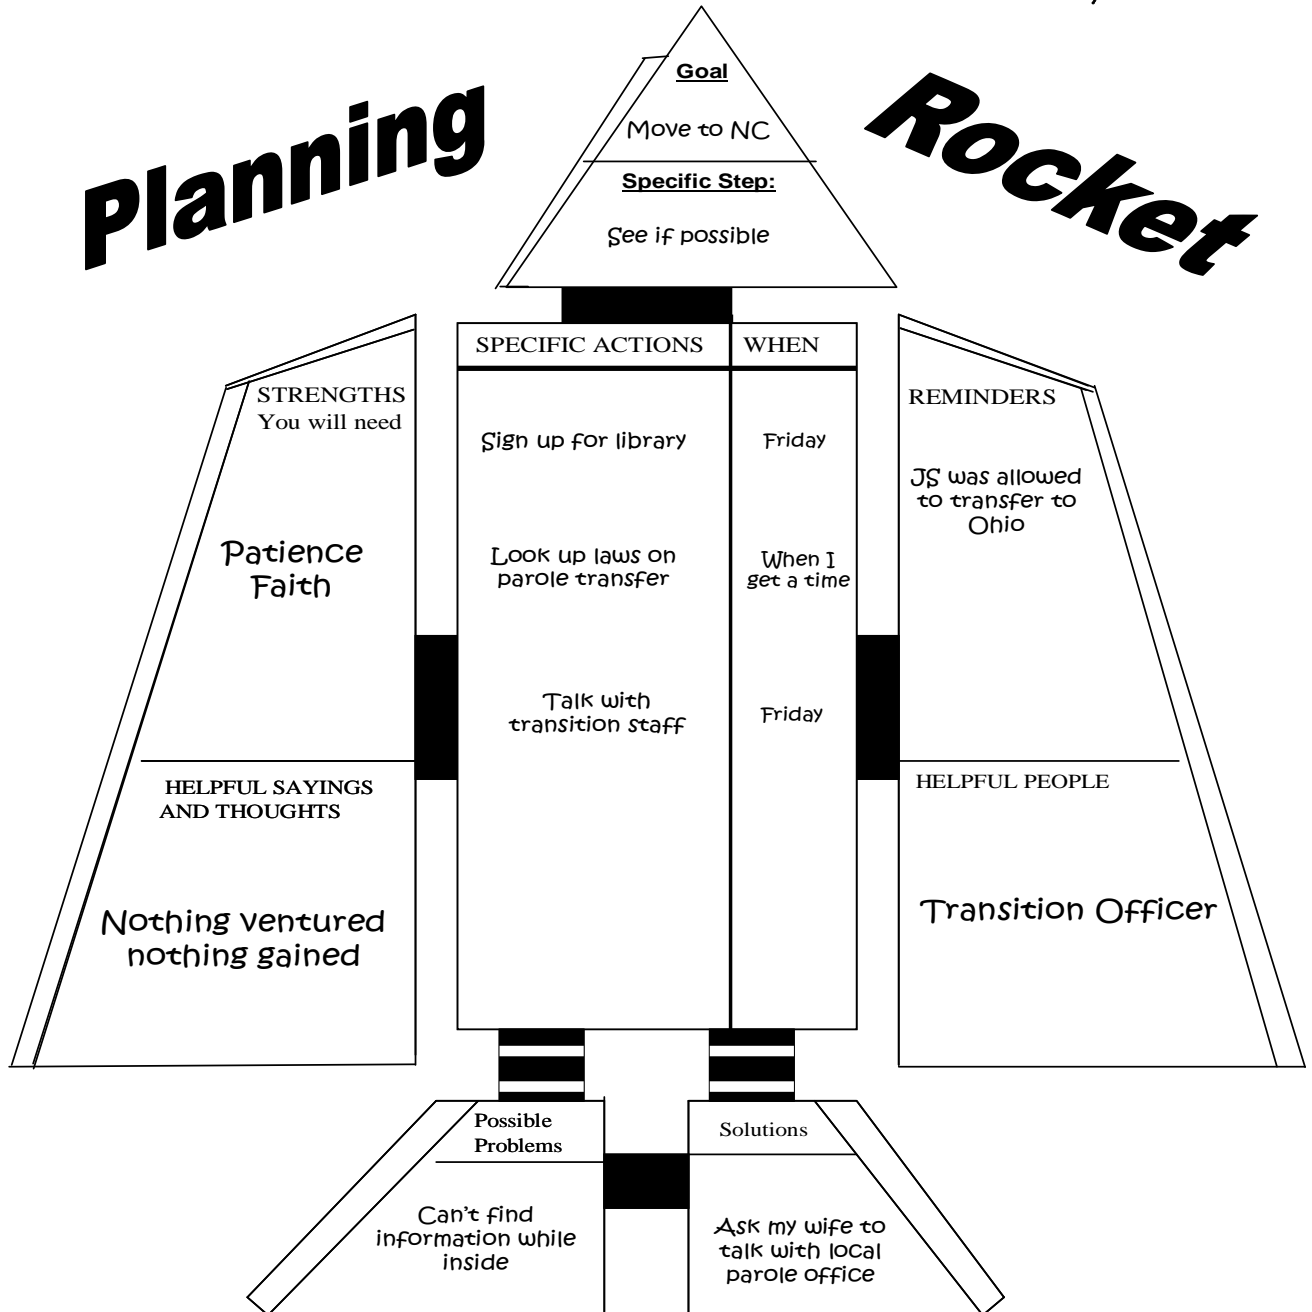 Planning
Rocket
Goal
Move to NC
Specific Step:
See if possible
SPECIFIC ACTIONS
WHEN
Sign up for library
Friday
Look up laws on
parole transfer
When I
get a time
Talk with
transition staff
Friday
STRENGTHS
You will need
Patience
Faith
HELPFUL SAYINGS
AND THOUGHTS
Nothing ventured
nothing gained
REMINDERS
JS was allowed
to transfer to
Ohio
HELPFUL PEOPLE
Transition Officer
Possible
Problems
Can't find
information while
inside
Solutions
Ask my wife to
talk with local
parole office